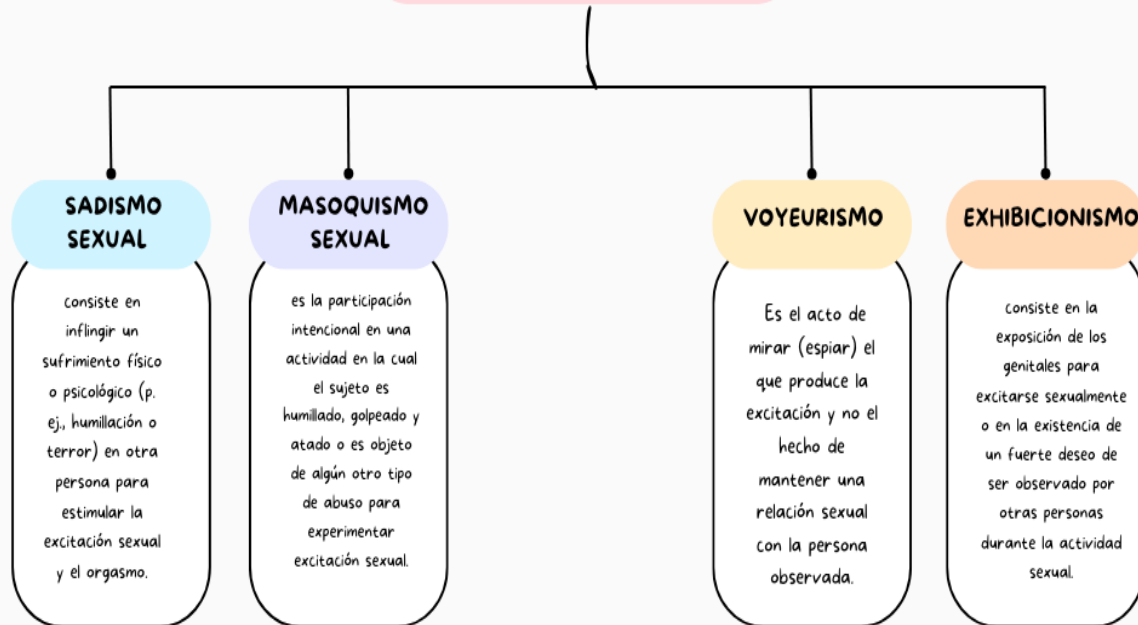 SADISMO
SEXUAL
consiste en
inflingir un
sufrimiento físico
o psicológico (p.
ej., humillación o
terror) en otra
persona para
estimular la
excitación sexual
y el orgasmo.
MASOQUISMO
SEXUAL
es la participación
intencional en una
actividad en la cual
el sujeto es
humillado, golpeado y
atado o es objeto
de algún otro tipo
de abuso para
experimentar
excitación sexual.
VOYEURISMO
Es el acto de
mirar (espiar) el
que produce la
excitación y no el
hecho de
mantener una
relación sexual
con la persona
observada.
EXHIBICIONISMO
consiste en la
exposición de los
genitales para
excitarse sexualmente
o en la existencia de
un fuerte deseo de
ser observado por
otras personas
durante la actividad
sexual.